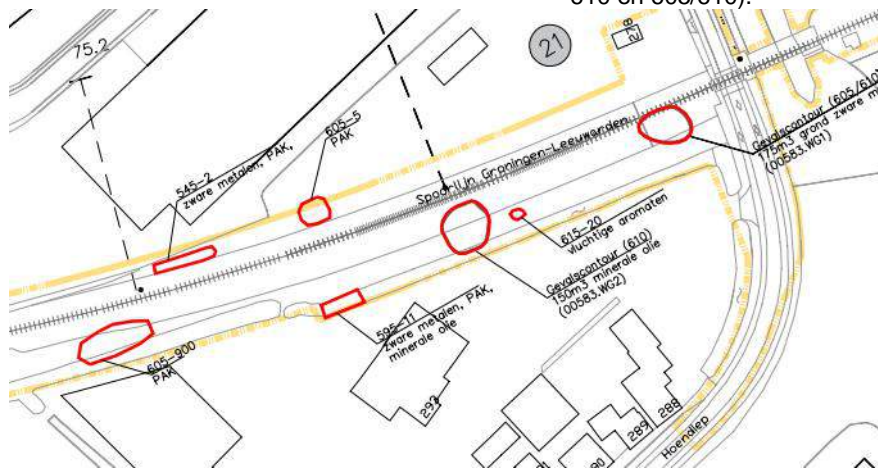 75.2
21
278
605-5
PAK
545-2
zware metalen, PAK,
Spoorlijn Groningen-Leeuwarden
Gevalscontour (605/610)
175m3 grond zware
(00583.WG1)
615-20
vluchtige aromaten
Gevalscontour (610)
150m3 minerale olie
(00583.WG2)
595-11
zware metalen, PAK,
minerale olie
605-900
PAK
293
288
289
Hoendiep